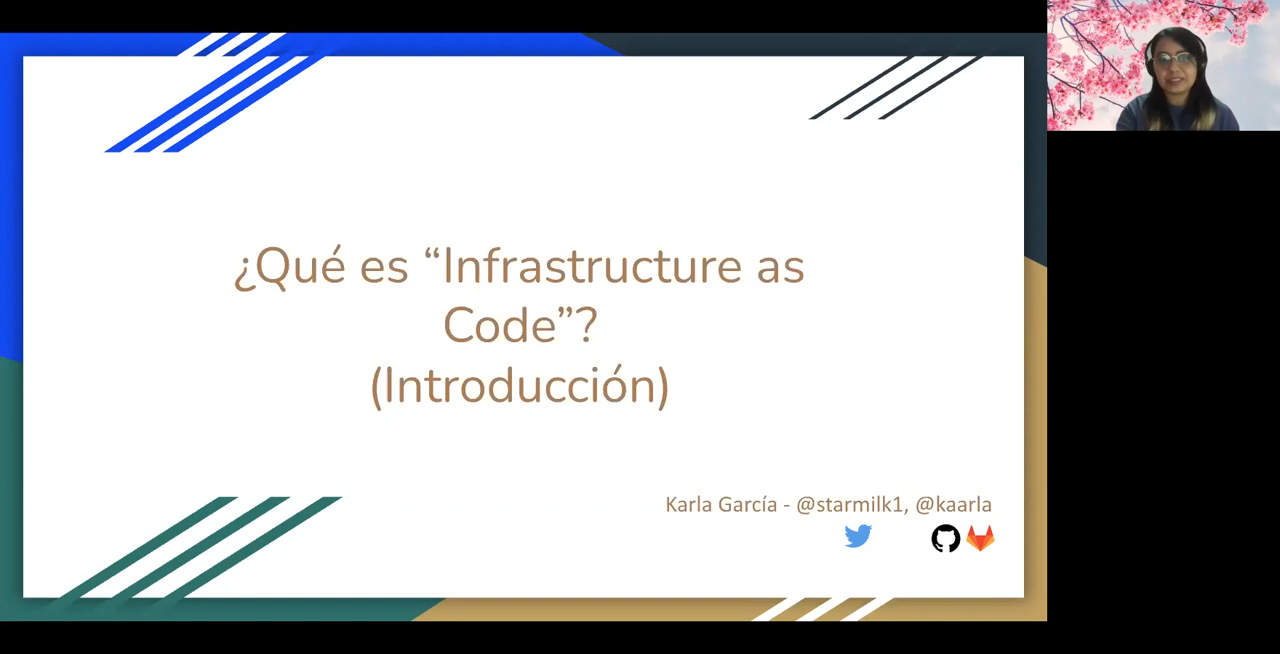 ¿Qué es “Infrastructure as
Code”?
(Introducción)
Karla García - @starmilk1, @kaarla